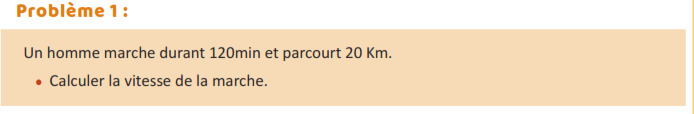 Problème 1 :
Un homme marche durant 120min et parcourt 20 Km.
• Calculer la vitesse de la marche.